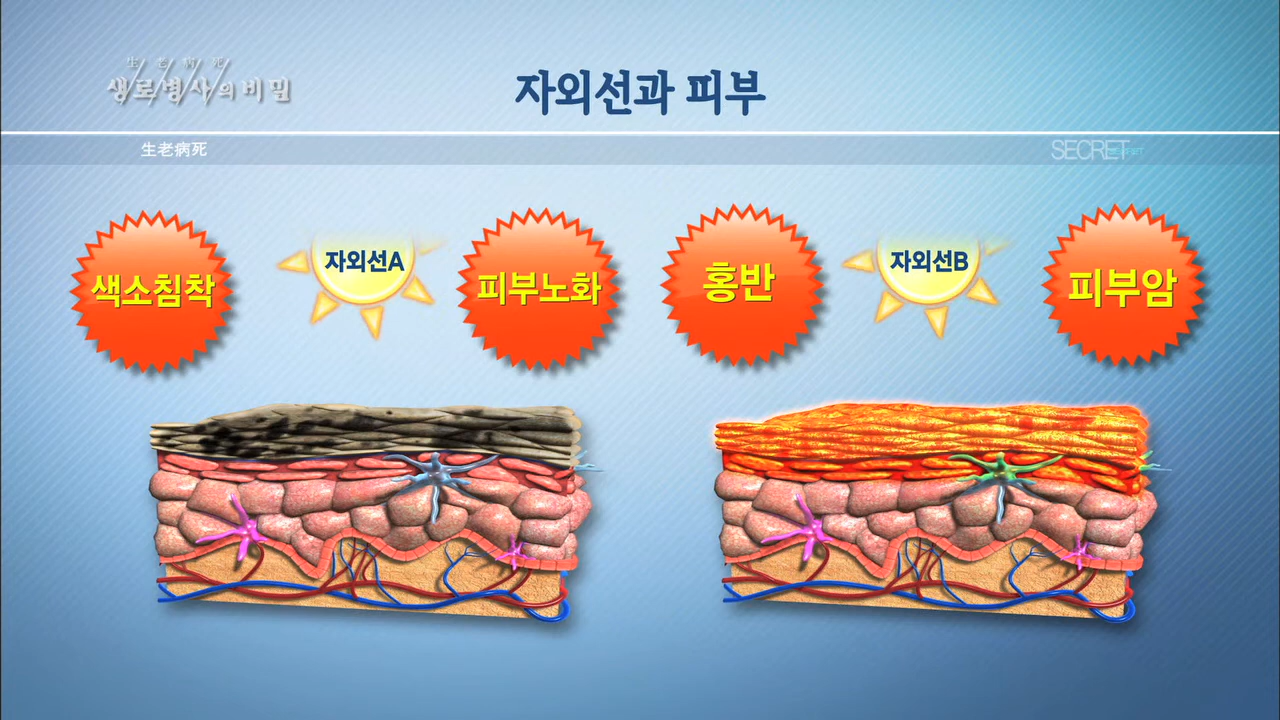 生老病死
생로병사의 비밀
자외선과 피부
生老病死
SECRET
색소침착
자외선A
피부노화
홍반
자외선B
피부암